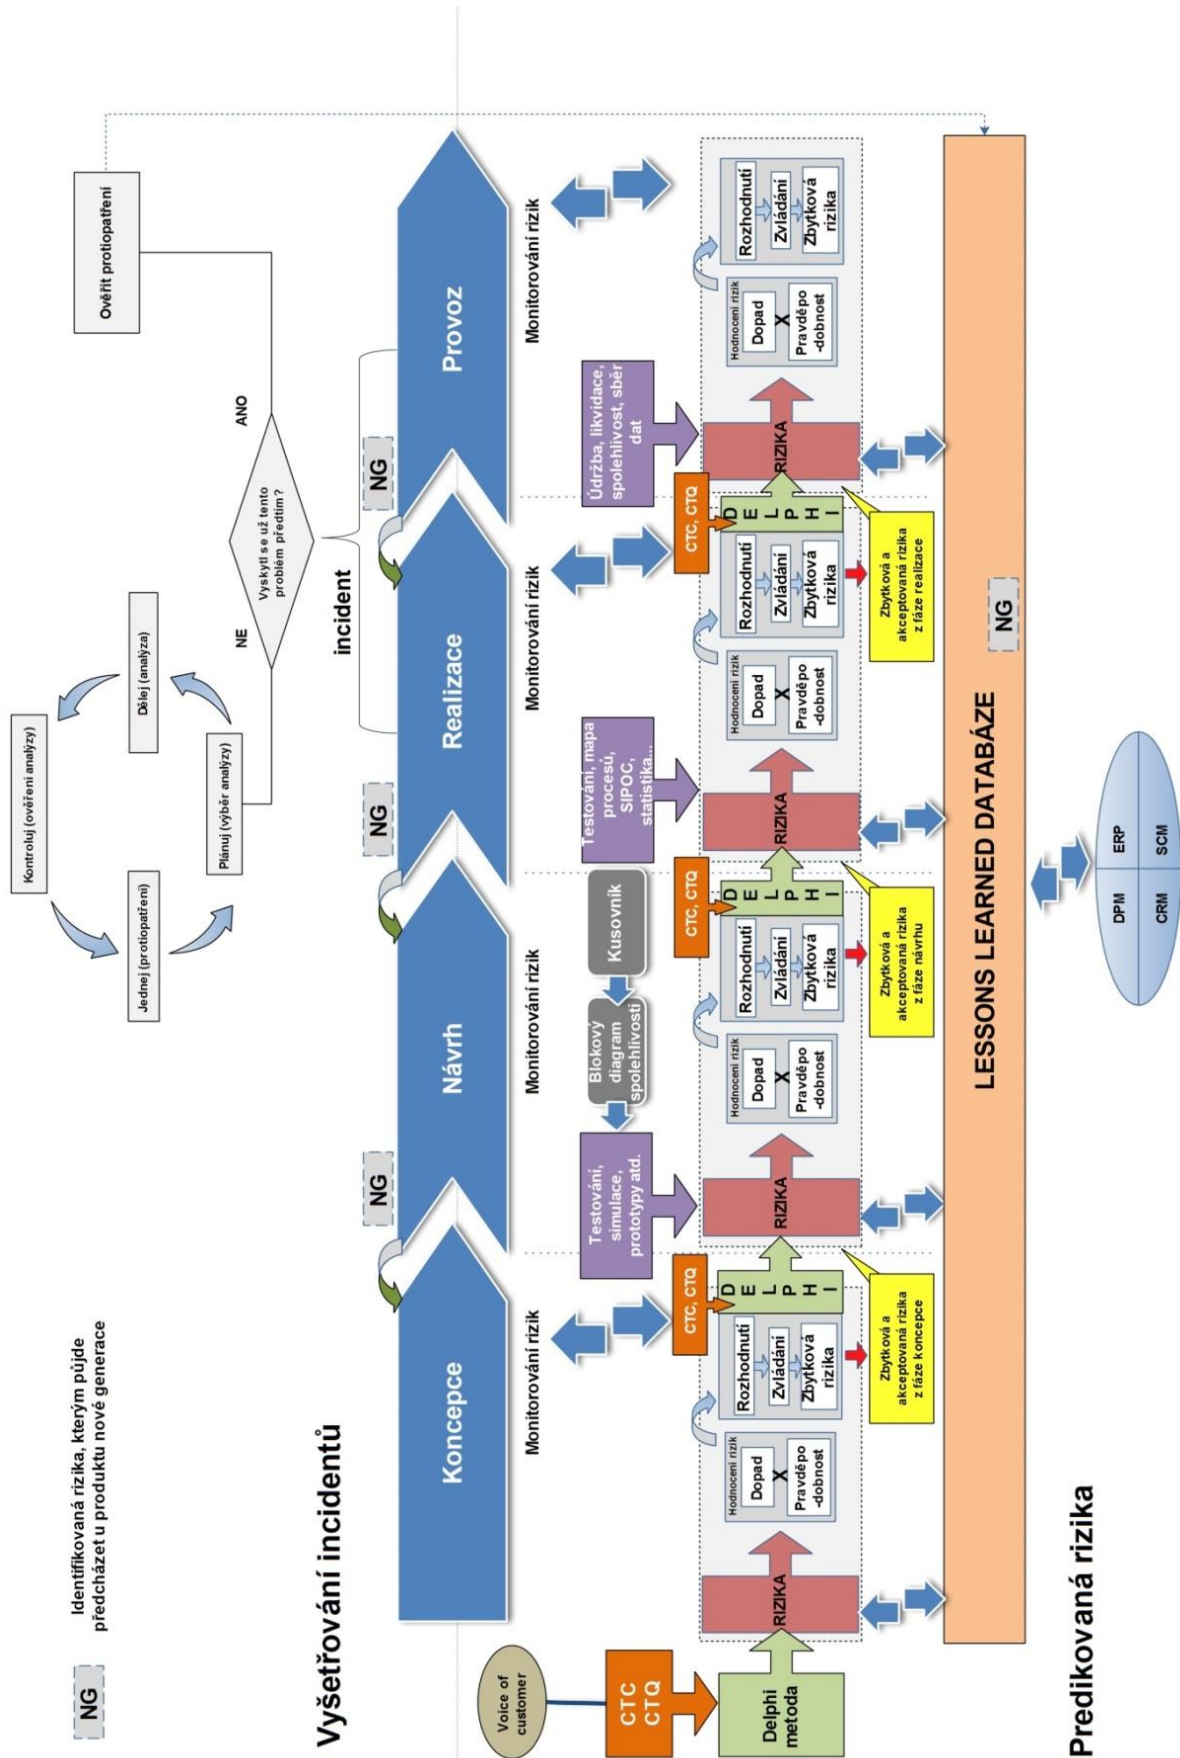 NG
Identifikovaná rizika, kterým půjde
předcházet u produktu nové generace
Kontroluj (ověření analýzy)
Jednej (protiopatření)
Dělej (analýza)
Plánuj (výběr analýzy)
NE
Vyskytl se už tento
problém předtím?
ANO
Ověřit protiopatření
Vyšetřování incidentů
incident
NG
NG
NG
Koncepce
Návrh
Realizace
Provoz
Monitorování rizik
Monitorování rizik
Monitorování rizik
Monitorování rizik
Voice of
customer
CTC
CTQ
Delphi
metoda
Testování,
simulace,
prototypy atd.
Blokový
diagram
spolehlivosti
Kusovník
Testování, mapa
procesů,
SIPOC,
statistika...
Údržba, likvidace,
spolehlivost, sběr
dat
RIZIKA
Hodnocení rizik
Dopad
X
Pravděpo
-dobnost
Rozhodnutí
Zvládání
Zbytková
rizika
CTC, CTQ
D
E
L
P
H
I
RIZIKA
Hodnocení rizik
Dopad
X
Pravděpo
-dobnost
Rozhodnutí
Zvládání
Zbytková
rizika
CTC, CTQ
D
E
L
P
H
I
RIZIKA
Hodnocení rizik
Dopad
X
Pravděpo
-dobnost
Rozhodnutí
Zvládání
Zbytková
rizika
CTC, CTQ
D
E
L
P
H
I
RIZIKA
Hodnocení rizik
Dopad
X
Pravděpo
-dobnost
Rozhodnutí
Zvládání
Zbytková
rizika
Zbytková a
akceptovaná rizika
z fáze koncepce
Zbytková a
akceptovaná rizika
z fáze návrhu
Zbytková a
akceptovaná rizika
z fáze realizace
LESSONS LEARNED DATABÁZE
NG
Predikovaná rizika
DPM
ERP
CRM
SCM